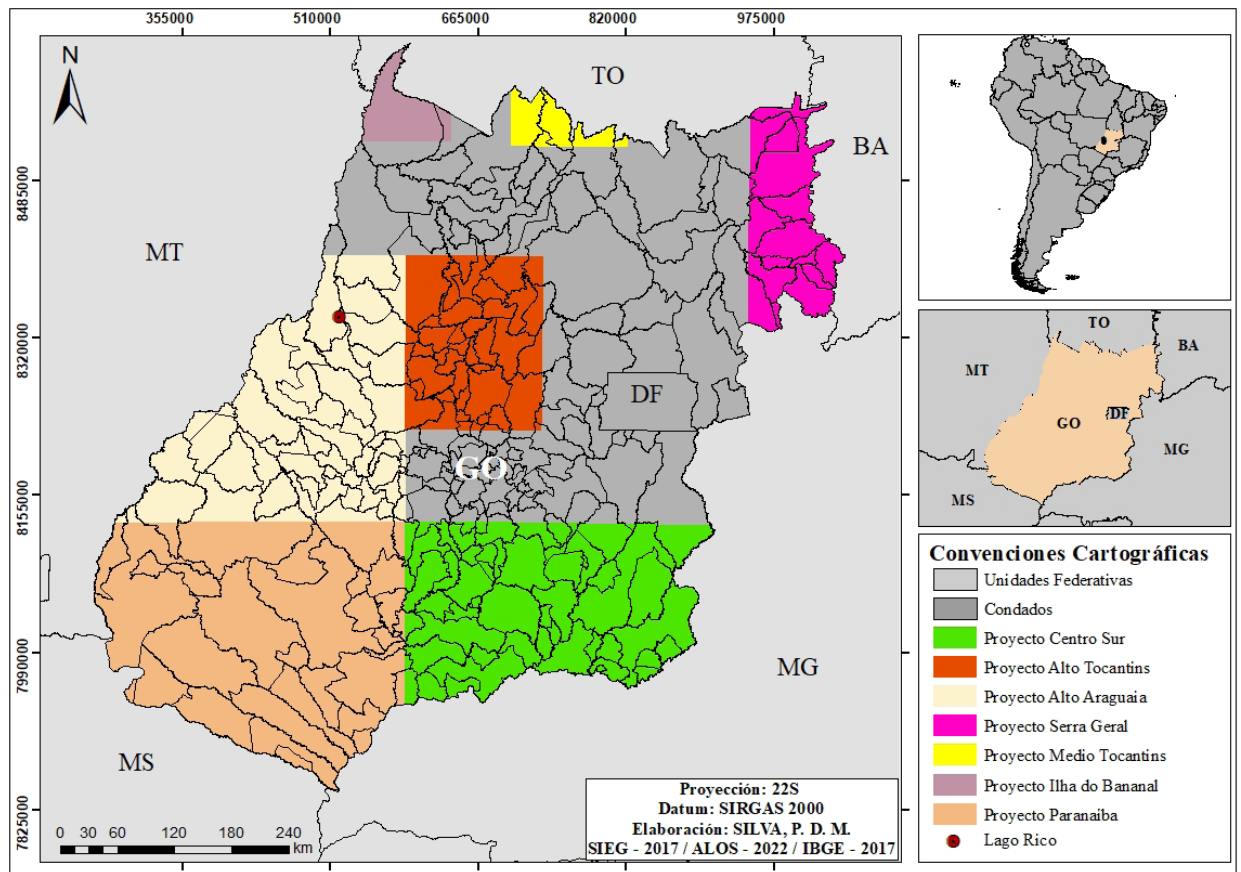 355000 510000 665000 820000 975000
N
TO
BA
8485000
MT
8320000
DF
GO
8155000
7990000
MG
MS
7825000
0 30 60 120 180 240
km
Proyección: 22S
Datum: SIRGAS 2000
Elaboración: SILVA, P. D. M.
SIEG - 2017 / ALOS - 2022 / IBGE - 2017
TO
BA
MT
DF
GO
MG
MS
Convenciones Cartográficas
Unidades Federativas
Condados
Proyecto Centro Sur
Proyecto Alto Tocantins
Proyecto Alto Araguaia
Proyecto Serra Geral
Proyecto Medio Tocantins
Proyecto Ilha do Bananal
Proyecto Paranaiba
Lago Rico